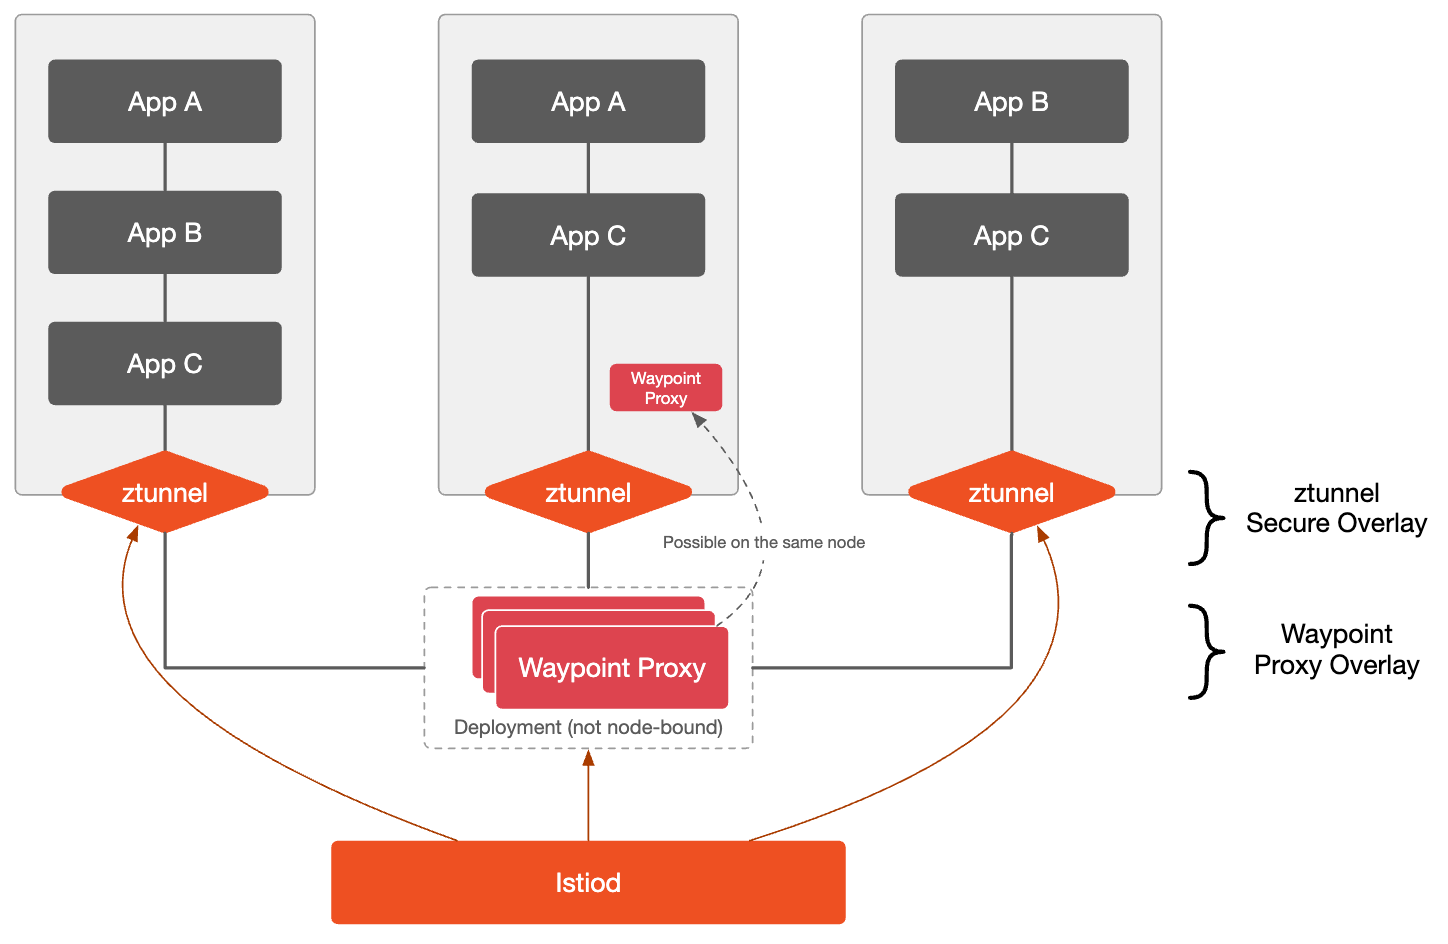 App A
App B
App C
ztunnel
App A
App C
Waypoint
Proxy
ztunnel
App B
App C
ztunnel
Possible on the same node
Waypoint Proxy
Deployment (not node-bound)
Istiod
ztunnel
Secure Overlay
Waypoint
Proxy Overlay